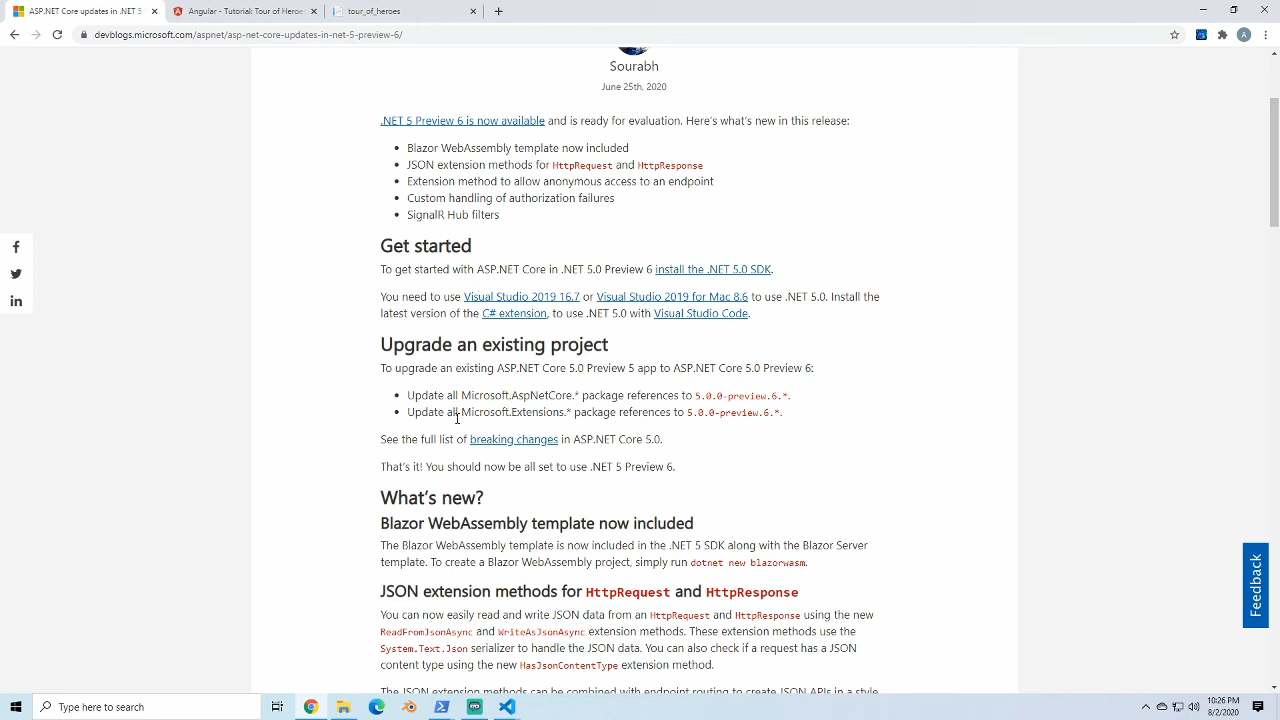 ASP.NET Core updates in .NET 5
Angular - Tutorial: Tour of Heroes
tour_of_heroes
devblogs.microsoft.com/aspnet/asp-net-core-updates-in-net-5-preview-6/
A
Sourabh
June 25th, 2020
.NET 5 Preview 6 is now available and is ready for evaluation. Here's what's new in this release:
Blazor WebAssembly template now included
JSON extension methods for HttpRequest and HttpResponse
Extension method to allow anonymous access to an endpoint
Custom handling of authorization failures
SignalR Hub filters
Get started
To get started with ASP.NET Core in .NET 5.0 Preview 6 install the .NET 5.0 SDK.
You need to use Visual Studio 2019 16.7 or Visual Studio 2019 for Mac 8.6 to use .NET 5.0. Install the
latest version of the C# extension, to use .NET 5.0 with Visual Studio Code.
Upgrade an existing project
To upgrade an existing ASP.NET Core 5.0 Preview 5 app to ASP.NET Core 5.0 Preview 6:
Update all Microsoft.AspNetCore.* package references to 5.0.0-preview.6.*.
Update all Microsoft.Extensions.* package references to 5.0.0-preview.6.*.
See the full list of breaking changes in ASP.NET Core 5.0.
That's it! You should now be all set to use .NET 5 Preview 6.
What's new?
Blazor WebAssembly template now included
The Blazor WebAssembly template is now included in the .NET 5 SDK along with the Blazor Server
template. To create a Blazor WebAssembly project, simply run dotnet new blazorwasm.
JSON extension methods for HttpRequest and HttpResponse
You can now easily read and write JSON data from an HttpRequest and HttpResponse using the new
ReadFromJsonAsync and WriteAsJsonAsync extension methods. These extension methods use the
System.Text.Json serializer to handle the JSON data. You can also check if a request has a JSON
content type using the new HasJsonContentType extension method.
The JSON extension methods can be combined with endpoint routing to create JSON APIs in a style
Feedback
Type here to search
10:26 PM
8/2/2020